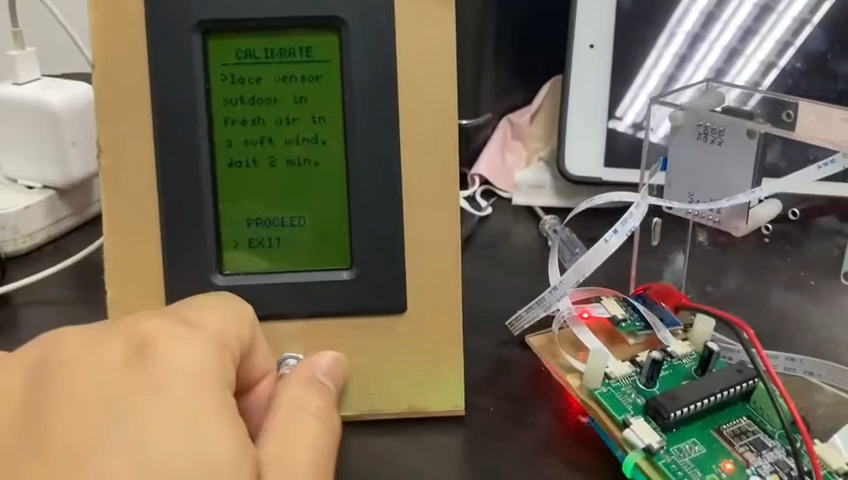 CALIBRATE
Place sensor
outdoor in
fresh air in
a soft wind.
Wait 2 min.
PROCEED
> EXIT